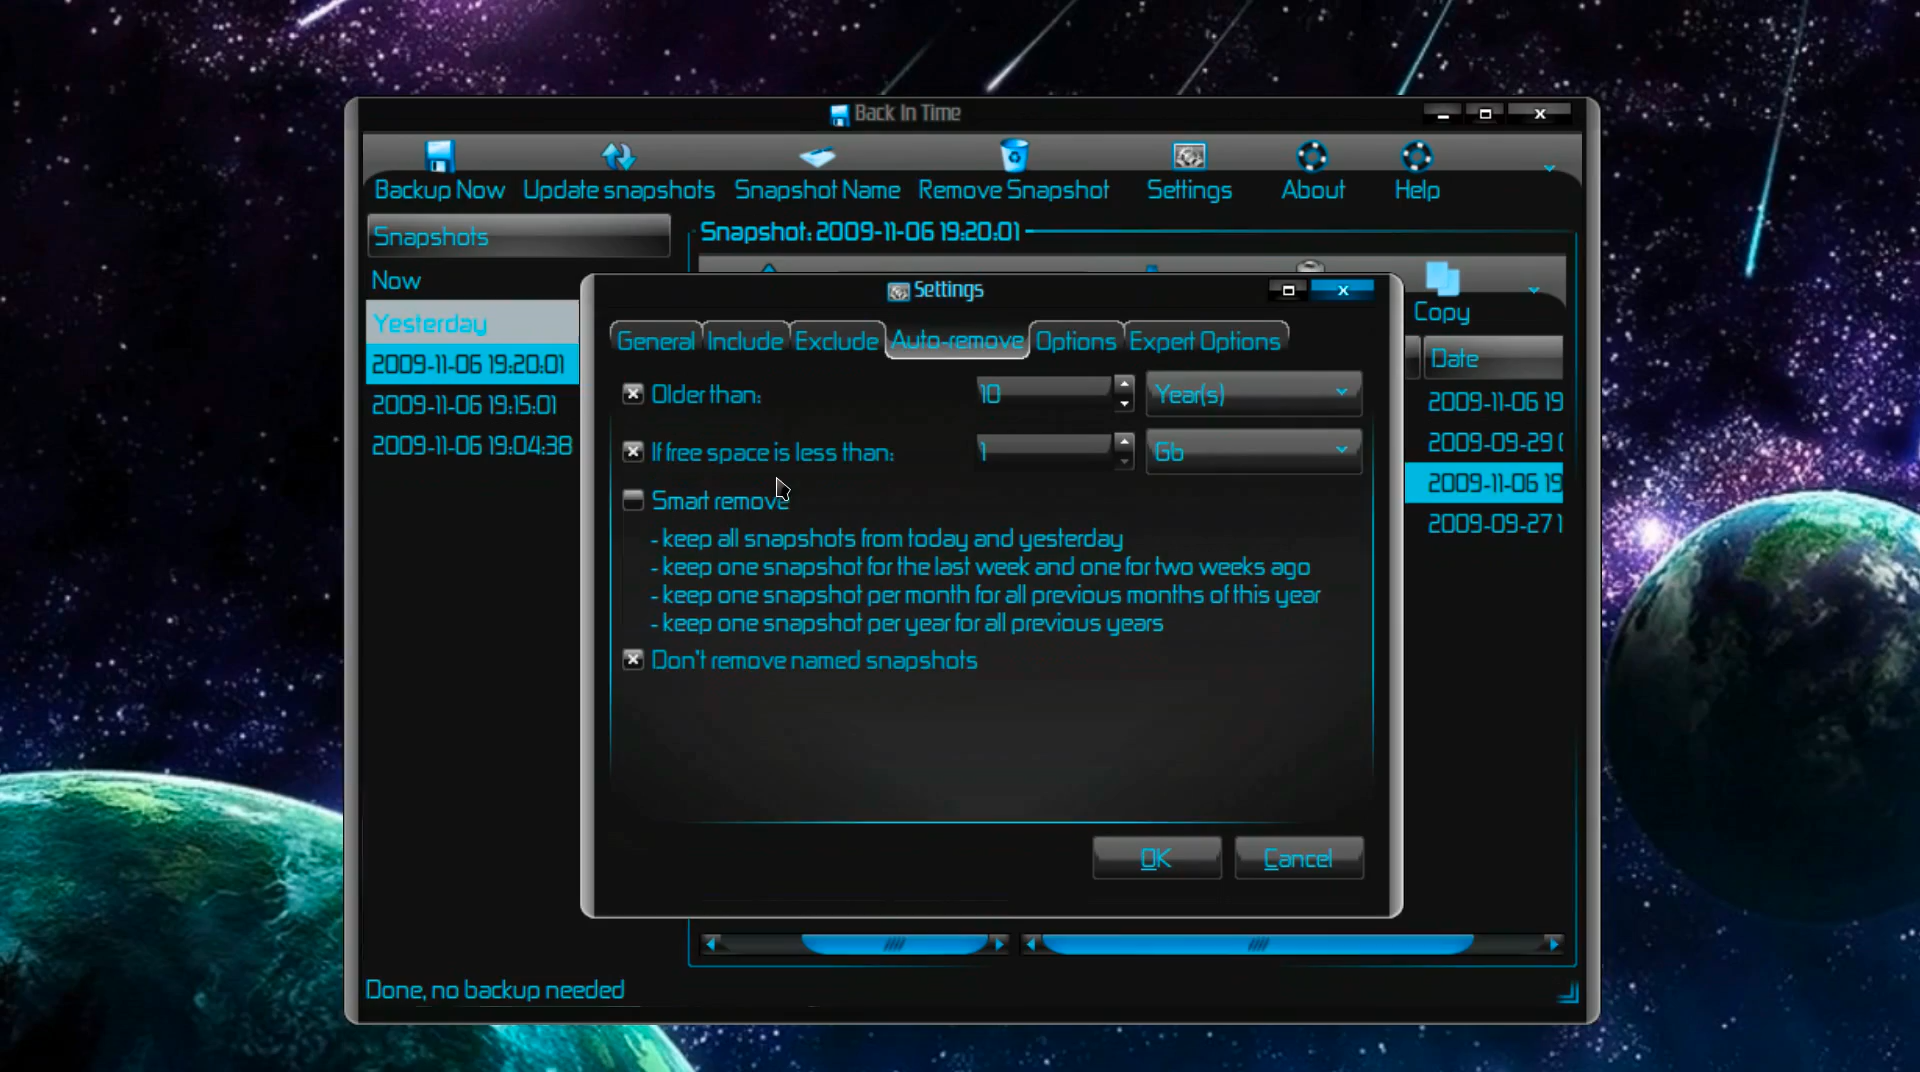 Back In Time
Backup Now Update snapshots Snapshot Name Remove Snapshot Settings About Help
Snapshots
Snapshot: 2009-11-06 19:20:01
Now
Yesterday
2009-11-06 19:20:01
2009-11-06 19:15:01
2009-11-06 19:04:38
Copy
Date
2009-11-06 19
2009-09-29 (
2009-11-06 19
2009-09-27 1
Settings
General Include Exclude Auto-remove Options Expert Options
Older than: 10 Year(s)
If free space is less than: 1 Gb
Smart remove
- keep all snapshots from today and yesterday
- keep one snapshot for the last week and one for two weeks ago
- keep one snapshot per month for all previous months of this year
- keep one snapshot per year for all previous years
Don't remove named snapshots
OK Cancel
Done, no backup needed